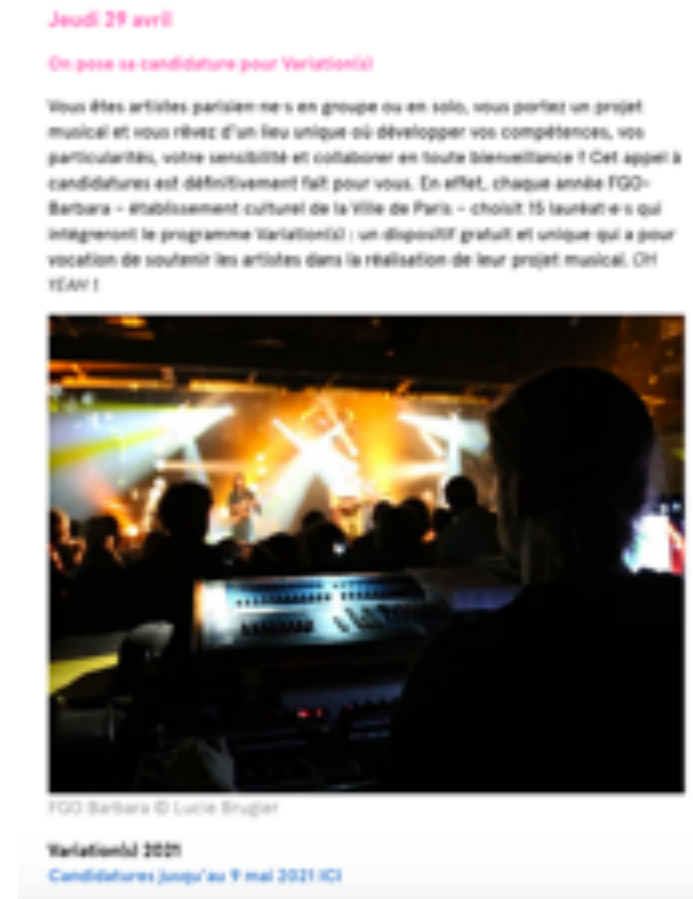 Jeudi 29 avril
On pose sa candidature pour Variation(s)
Vous êtes artistes parisien·ne·s en groupe ou en solo, vous portez un projet
musical et vous rêvez d'un lieu unique où développer vos compétences, vos
particularités, votre sensibilité et collaborer en toute bienveillance ? Cet appel à
candidatures est définitivement fait pour vous. En effet, chaque année FGO-
Barbara – établissement culturel de la Ville de Paris – choisit 15 lauréat·e·s qui
intégreront le programme Variation(s) : un dispositif gratuit et unique qui a pour
vocation de soutenir les artistes dans la réalisation de leur projet musical. OH
YEAH !
FGO Barbara © Lucie Brugier
Variation(s) 2021
Candidatures jusqu'au 9 mai 2021 ICI